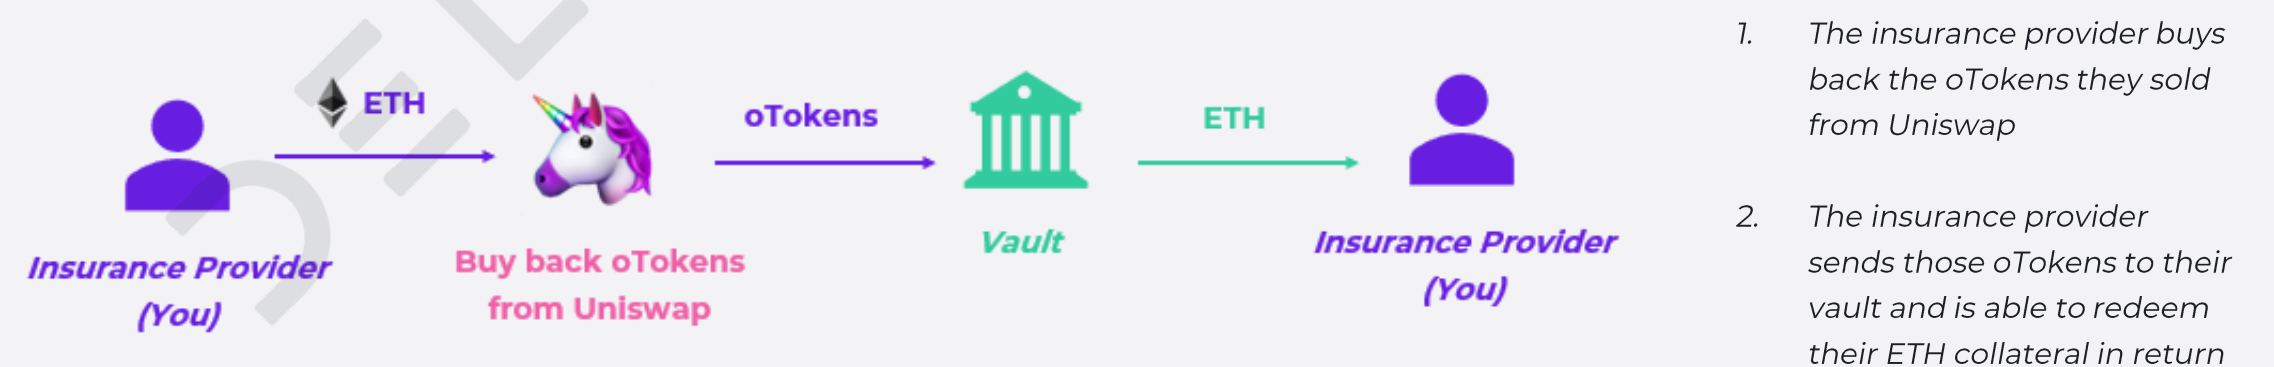 ETH
oTokens
ETH
Insurance Provider
(You)
Buy back oTokens
from Uniswap
Vault
Insurance Provider
(You)
1. The insurance provider buys
back the oTokens they sold
from Uniswap
2. The insurance provider
sends those oTokens to their
vault and is able to redeem
their ETH collateral in return